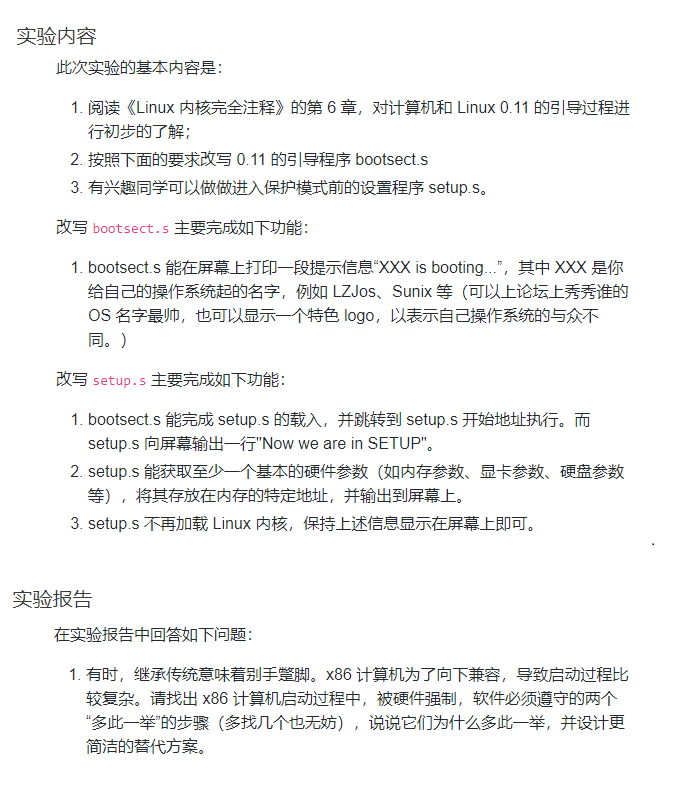 实验内容
此次实验的基本内容是：
1. 阅读《Linux 内核完全注释》的第 6 章，对计算机和 Linux 0.11 的引导过程进
行初步的了解；
2. 按照下面的要求改写 0.11 的引导程序 bootsect.s
3. 有兴趣同学可以做做进入保护模式前的设置程序 setup.s。
改写 bootsect.s 主要完成如下功能：
1. bootsect.s 能在屏幕上打印一段提示信息“XXX is booting...”，其中 XXX 是你
给自己的操作系统起的名字，例如 LZJos、Sunix 等（可以上论坛上秀秀谁的
OS 名字最帅，也可以显示一个特色 logo，以表示自己操作系统的与众不
同。）
改写 setup.s 主要完成如下功能：
1. bootsect.s 能完成 setup.s 的载入，并跳转到 setup.s 开始地址执行。而
setup.s 向屏幕输出一行"Now we are in SETUP"。
2. setup.s 能获取至少一个基本的硬件参数（如内存参数、显卡参数、硬盘参数
等），将其存放在内存的特定地址，并输出到屏幕上。
3. setup.s 不再加载 Linux 内核，保持上述信息显示在屏幕上即可。
.
实验报告
在实验报告中回答如下问题：
1. 有时，继承传统意味着别手蹩脚。x86 计算机为了向下兼容，导致启动过程比
较复杂。请找出 x86 计算机启动过程中，被硬件强制，软件必须遵守的两个
“多此一举”的步骤（多找几个也无妨），说说它们为什么多此一举，并设计更
简洁的替代方案。